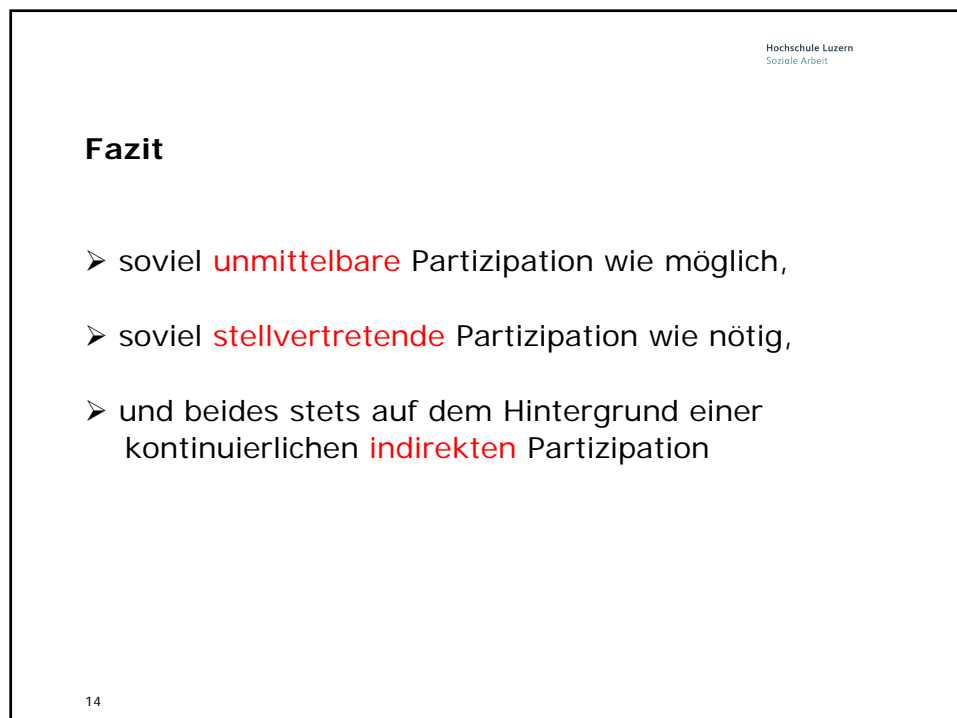 Hochschule Luzern
Soziale Arbeit
Fazit
➢ soviel unmittelbare Partizipation wie möglich,
➢ soviel stellvertretende Partizipation wie nötig,
➢ und beides stets auf dem Hintergrund einer
kontinuierlichen indirekten Partizipation
14